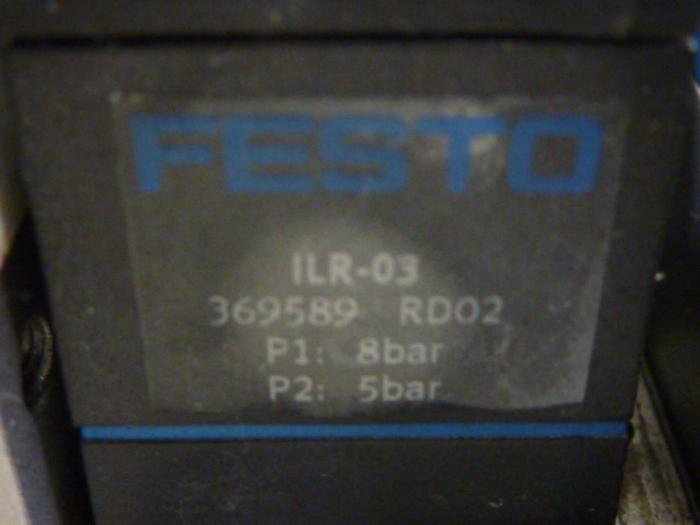 FESTO
ILR-03
369589 RD02
P1: 8bar
P2: 5bar